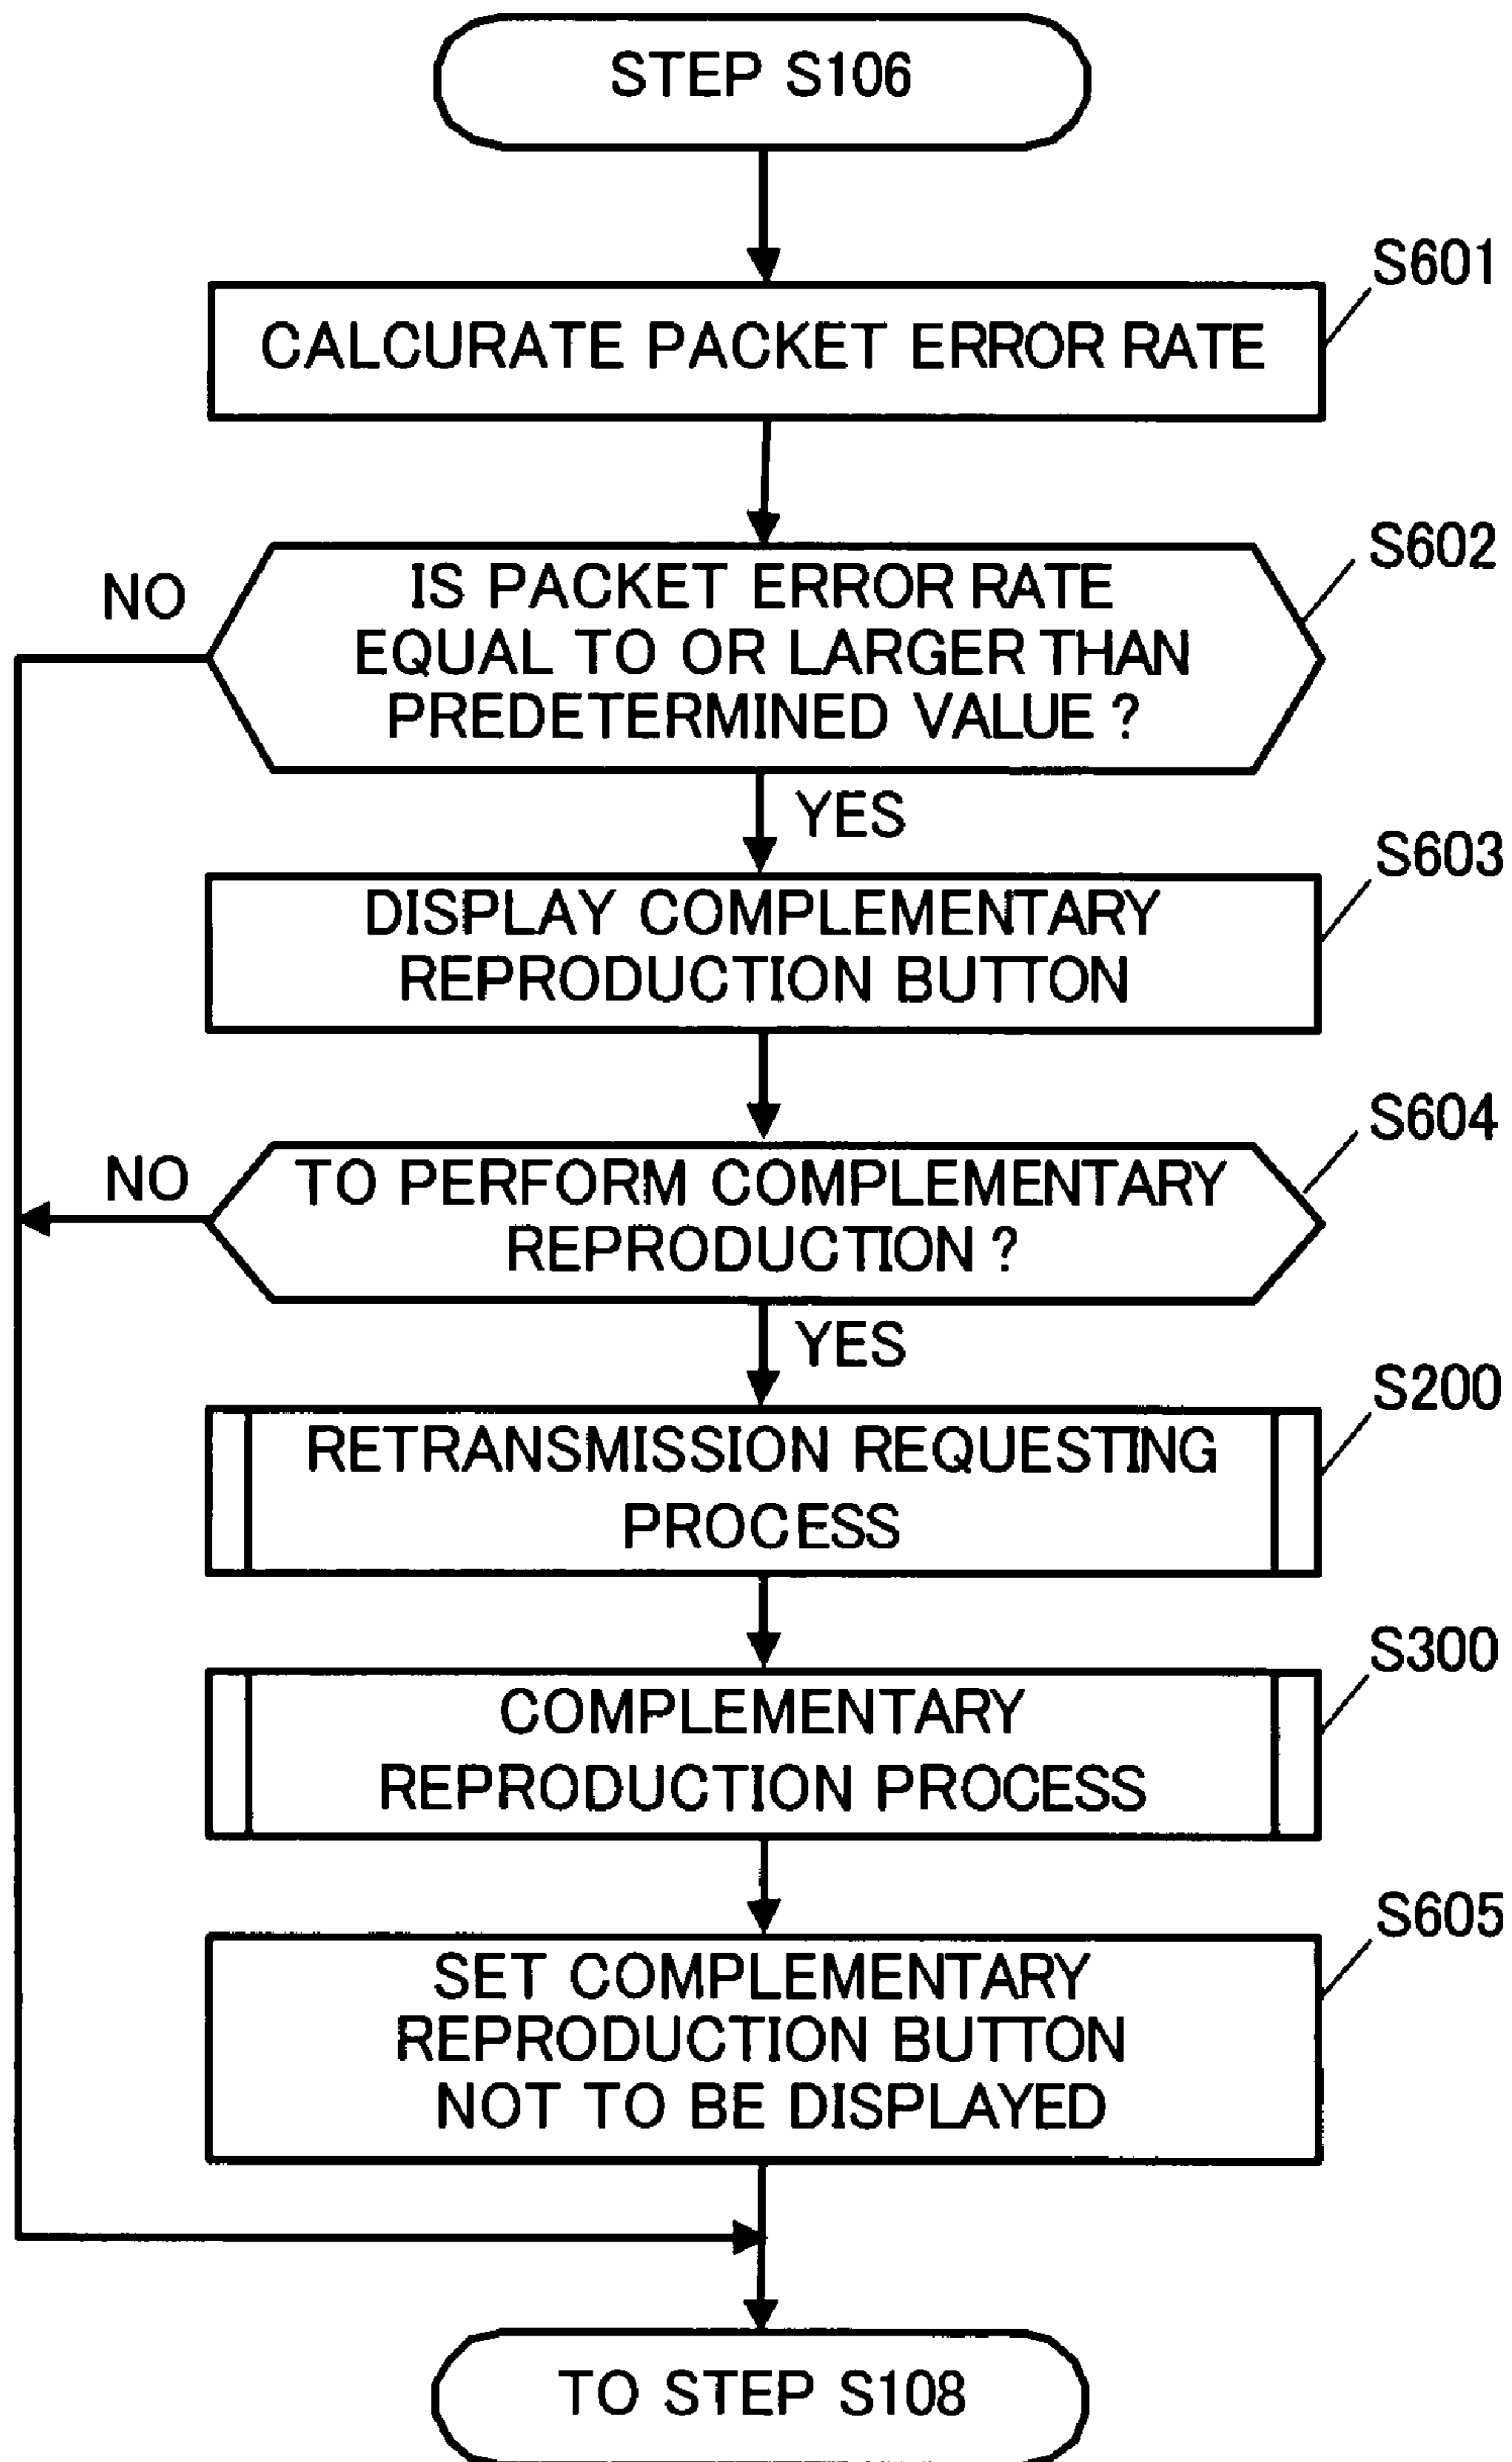 STEP S106
S601
CALCURATE PACKET ERROR RATE
S602
NO
IS PACKET ERROR RATE
EQUAL TO OR LARGER THAN
PREDETERMINED VALUE ?
YES
S603
DISPLAY COMPLEMENTARY
REPRODUCTION BUTTON
S604
NO
TO PERFORM COMPLEMENTARY
REPRODUCTION ?
YES
S200
RETRANSMISSION REQUESTING
PROCESS
S300
COMPLEMENTARY
REPRODUCTION PROCESS
S605
SET COMPLEMENTARY
REPRODUCTION BUTTON
NOT TO BE DISPLAYED
TO STEP S108